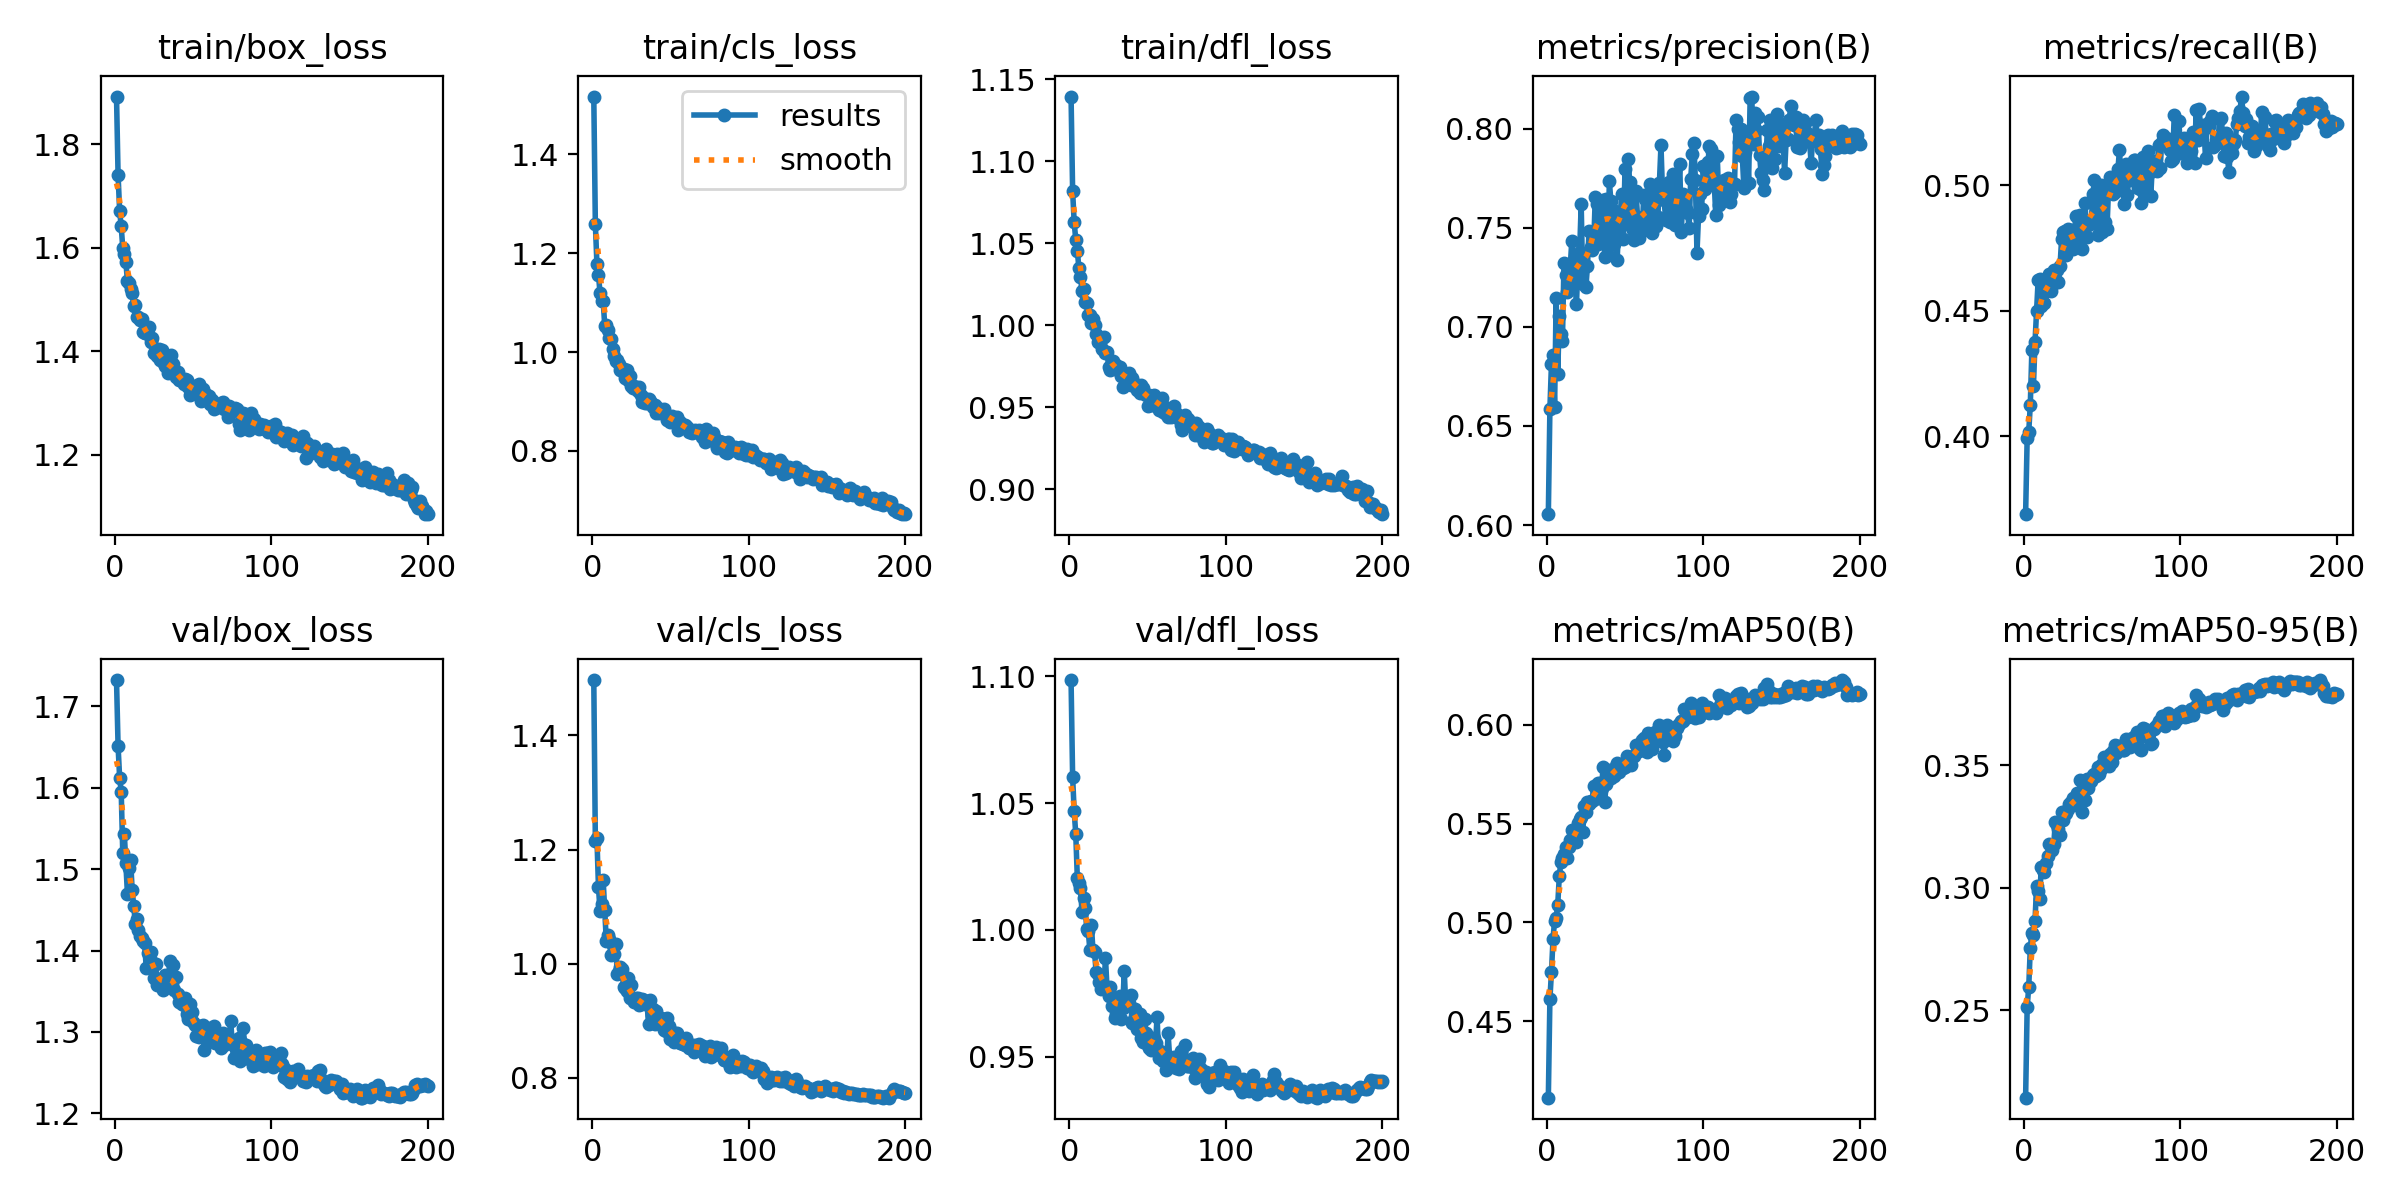 train/box_loss
1.8
1.6
1.4
1.2
0 100 200
train/cls_loss
results
smooth
1.4
1.2
1.0
0.8
0 100 200
train/dfl_loss
1.15
1.10
1.05
1.00
0.95
0.90
0 100 200
metrics/precision(B)
0.80
0.75
0.70
0.65
0.60
0 100 200
metrics/recall(B)
0.50
0.45
0.40
0 100 200
val/box_loss
1.7
1.6
1.5
1.4
1.3
1.2
0 100 200
val/cls_loss
1.4
1.2
1.0
0.8
0 100 200
val/dfl_loss
1.10
1.05
1.00
0.95
0 100 200
metrics/mAP50(B)
0.60
0.55
0.50
0.45
0 100 200
metrics/mAP50-95(B)
0.35
0.30
0.25
0 100 200